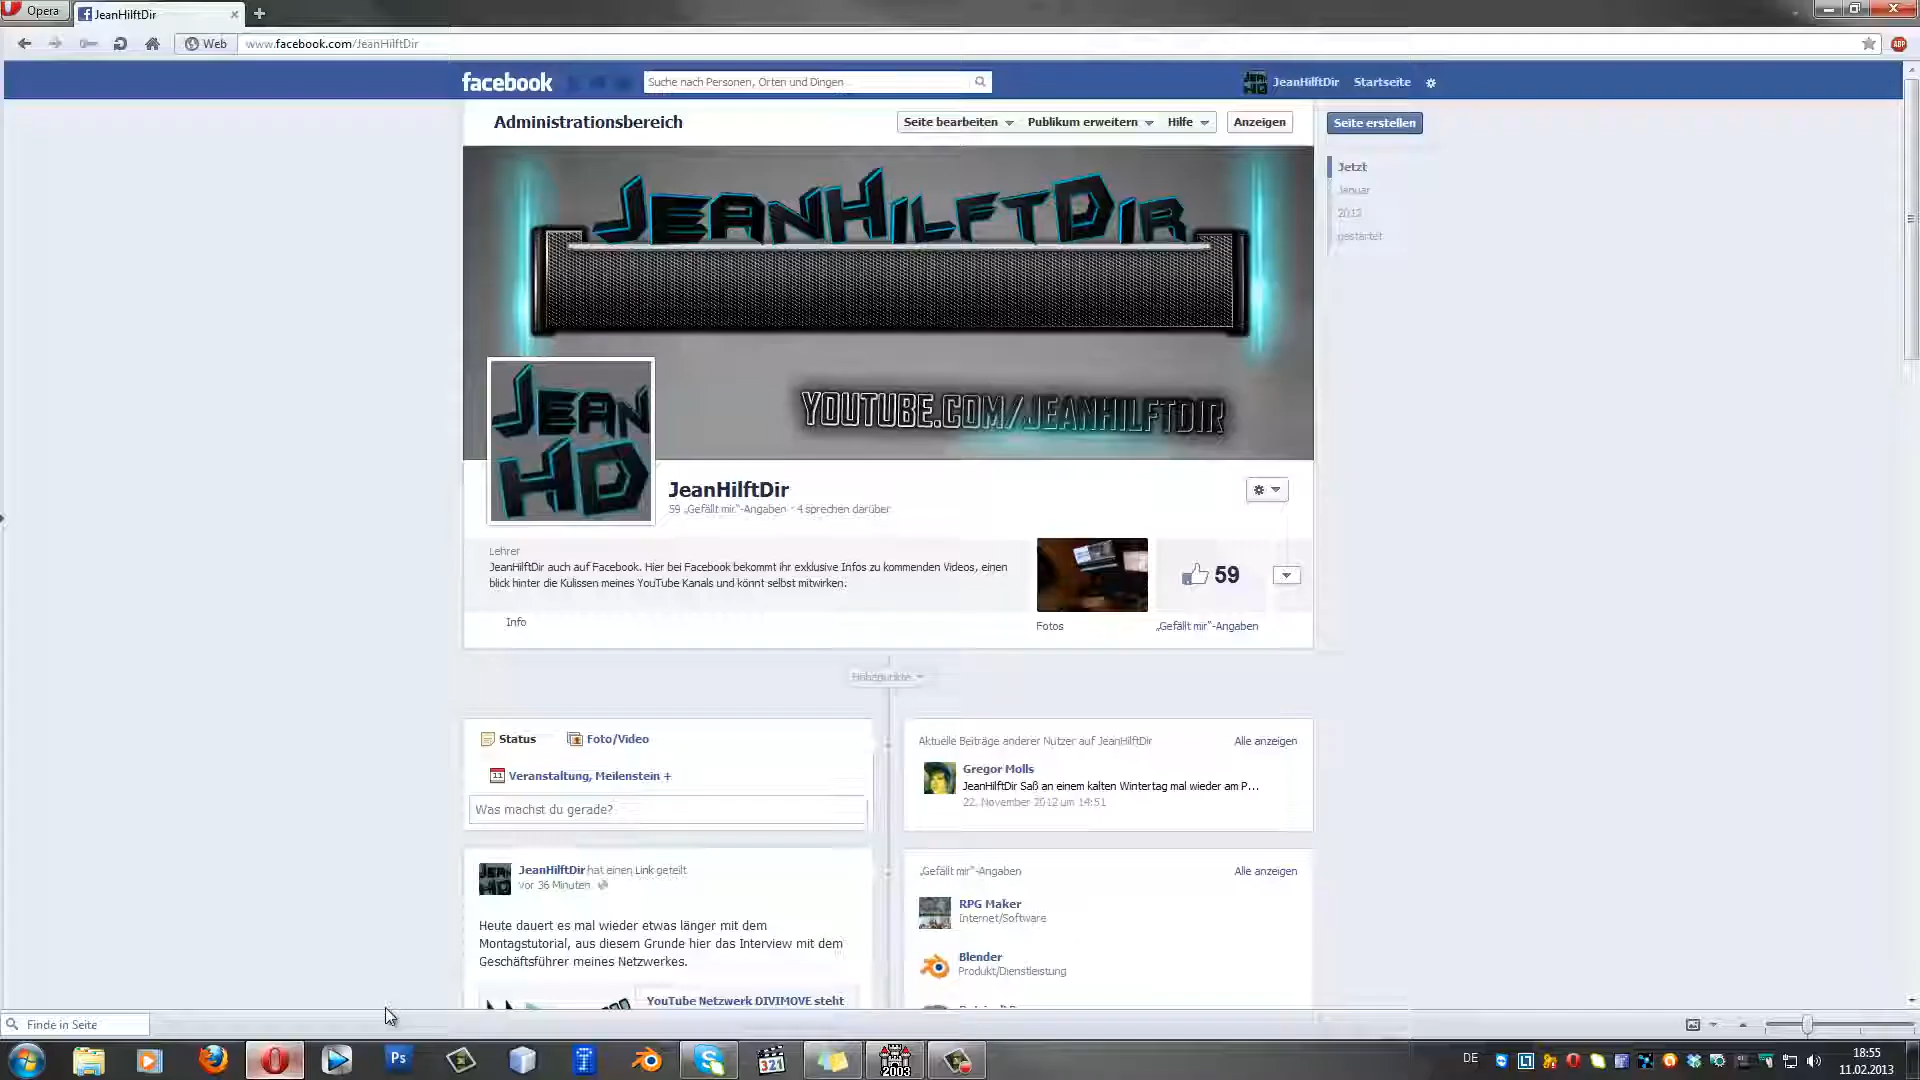 Opera
JeanHilftDir
Web
www.facebook.com/JeanHilftDir
facebook
Suche nach Personen, Orten und Dingen
JeanHilftDir
Startseite
Administrationsbereich
Seite bearbeiten
Publikum erweitern
Hilfe
Anzeigen
Seite erstellen
Jetzt
Januar
2012
gestartet
JEANHILFTDIR
YOUTUBE.COM/JEANHILFTDIR
JEAN
HD
JeanHilftDir
59 „Gefällt mir“-Angaben · 4 sprechen darüber
Lehrer
JeanHilftDir auch auf Facebook. Hier bei Facebook bekommt ihr exklusive Infos zu kommenden Videos, einen
blick hinter die Kulissen meines YouTube Kanals und könnt selbst mitwirken.
59
Info
Fotos
„Gefällt mir“-Angaben
Status
Foto/Video
11
Veranstaltung, Meilenstein +
Was machst du gerade?
Aktuelle Beiträge anderer Nutzer auf JeanHilftDir
Alle anzeigen
Gregor Molls
JeanHilftDir Saß an einem kalten Wintertag mal wieder am P...
22. November 2012 um 14:51
JeanHilftDir hat einen Link geteilt
vor 36 Minuten
Heute dauert es mal wieder etwas länger mit dem
Montagstutorial, aus diesem Grunde hier das Interview mit dem
Geschäftsführer meines Netzwerkes.
YouTube Netzwerk DIVIMOVE steht
„Gefällt mir“-Angaben
Alle anzeigen
RPG Maker
Internet/Software
Blender
Produkt/Dienstleistung
Finde in Seite
Ps
321
2003
DE
18:55
11.02.2013